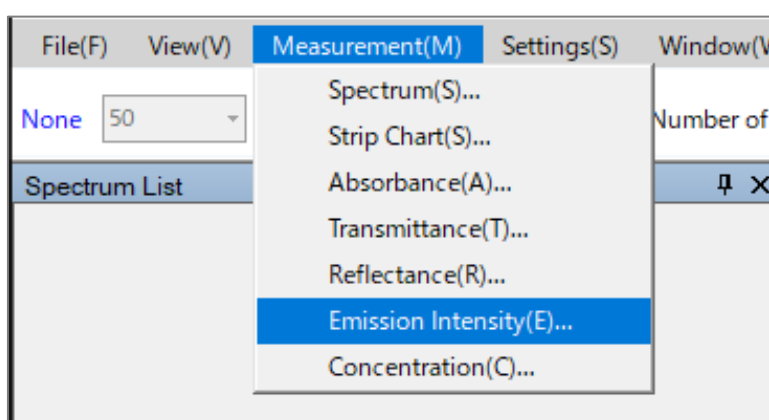 File(F) View(V) Measurement(M) Settings(S) Window(
None 50 Number of
Spectrum List
Spectrum(S)...
Strip Chart(S)...
Absorbance(A)...
Transmittance(T)...
Reflectance(R)...
Emission Intensity(E)...
Concentration(C)...